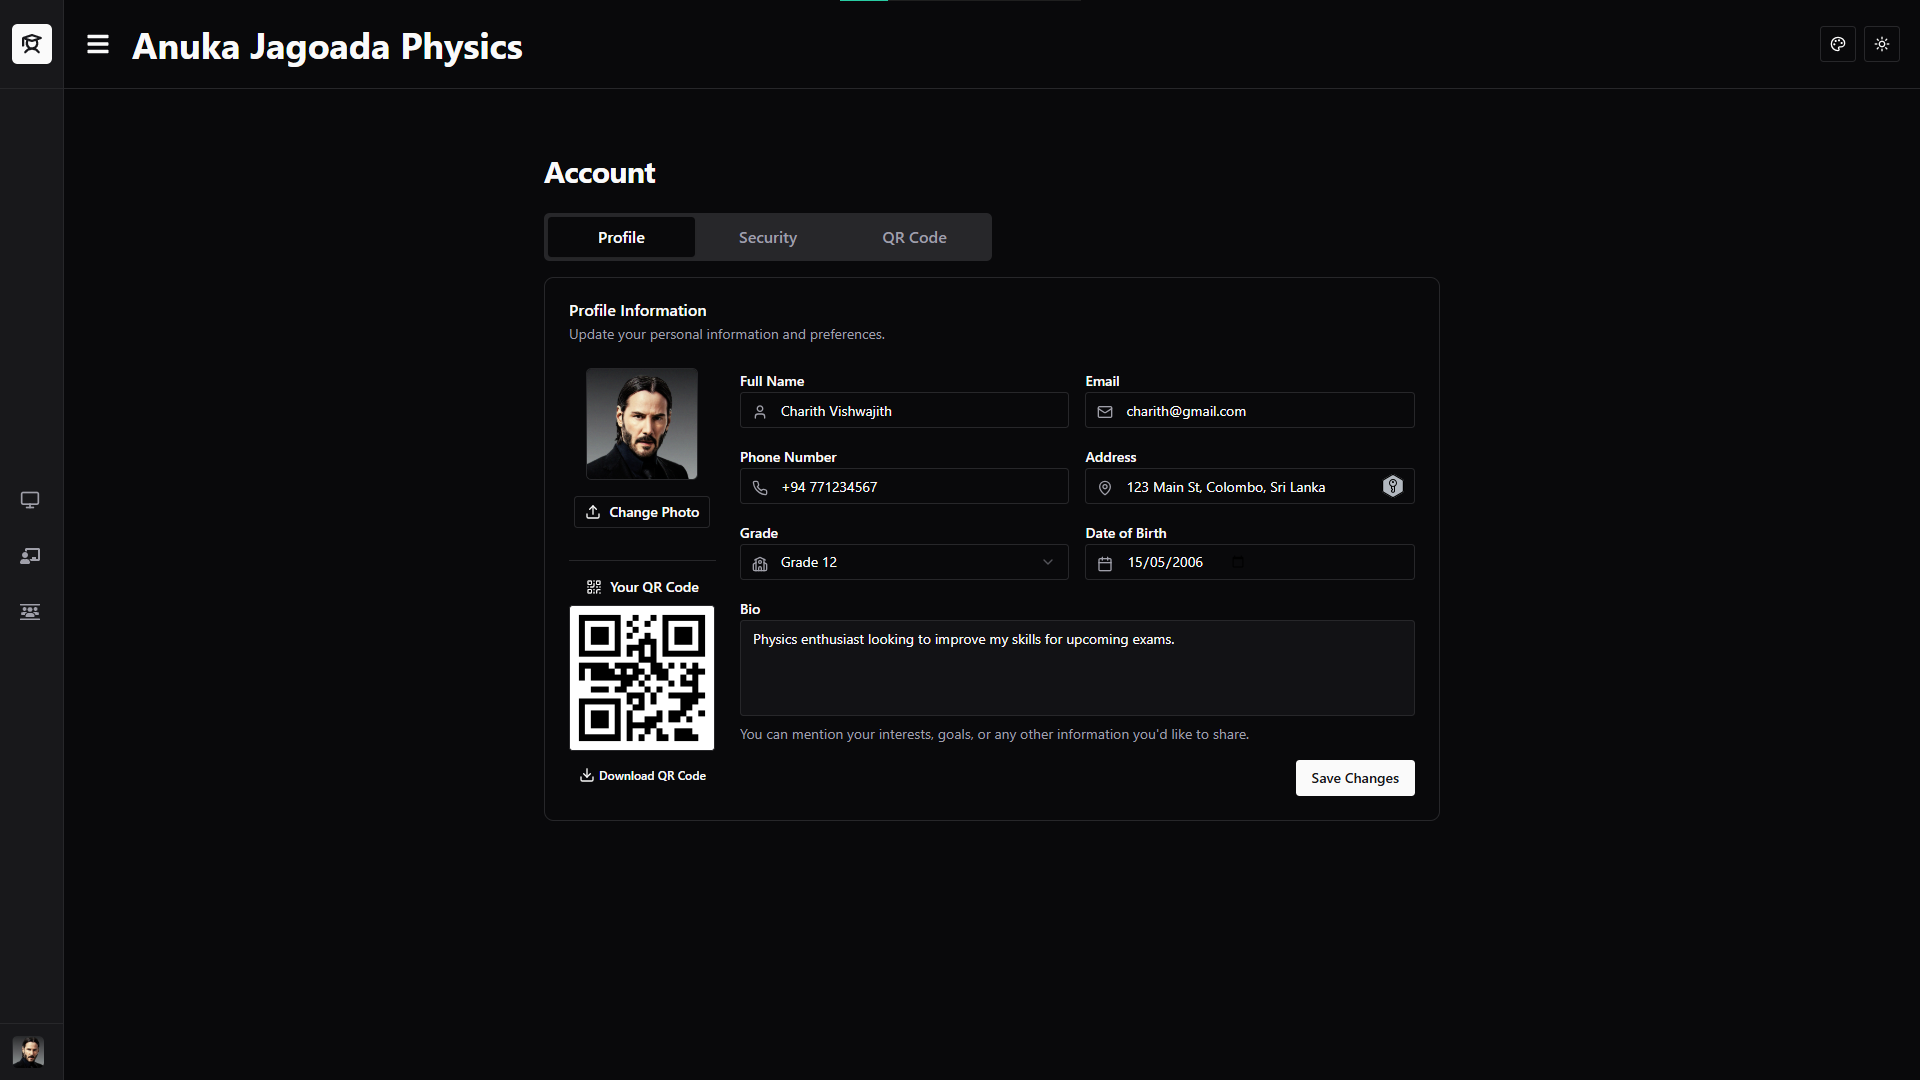 Anuka Jagoada Physics
Account
Profile
Security
QR Code
Profile Information
Update your personal information and preferences.
Change Photo
Your QR Code
Download QR Code
Full Name
Charith Vishwajith
Email
charith@gmail.com
Phone Number
+94 771234567
Address
123 Main St, Colombo, Sri Lanka
Grade
Grade 12
Date of Birth
15/05/2006
Bio
Physics enthusiast looking to improve my skills for upcoming exams.
You can mention your interests, goals, or any other information you'd like to share.
Save Changes